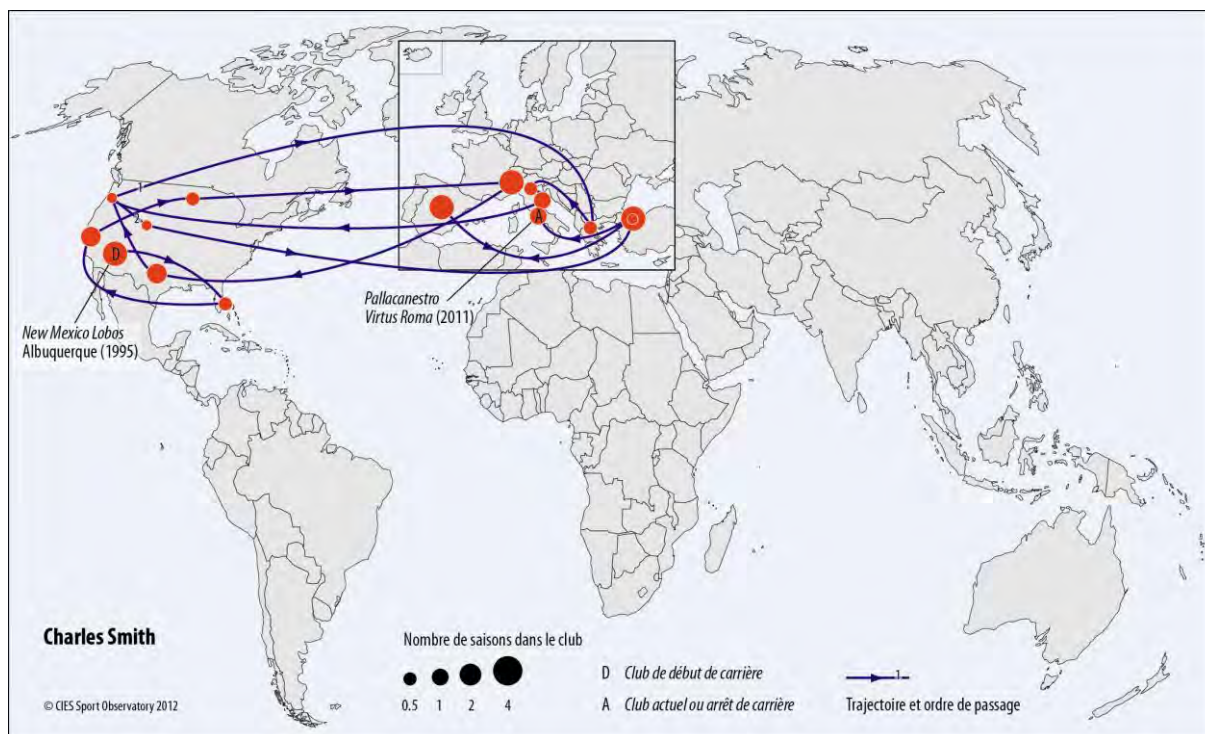 1
2
D
A
New Mexico Lobos
Albuquerque (1995)
Pallacanestro
Virtus Roma (2011)
Charles Smith
© CIES Sport Observatory 2012
Nombre de saisons dans le club
0.5 1 2 4
D Club de début de carrière
A Club actuel ou arrêt de carrière
1
Trajectoire et ordre de passage